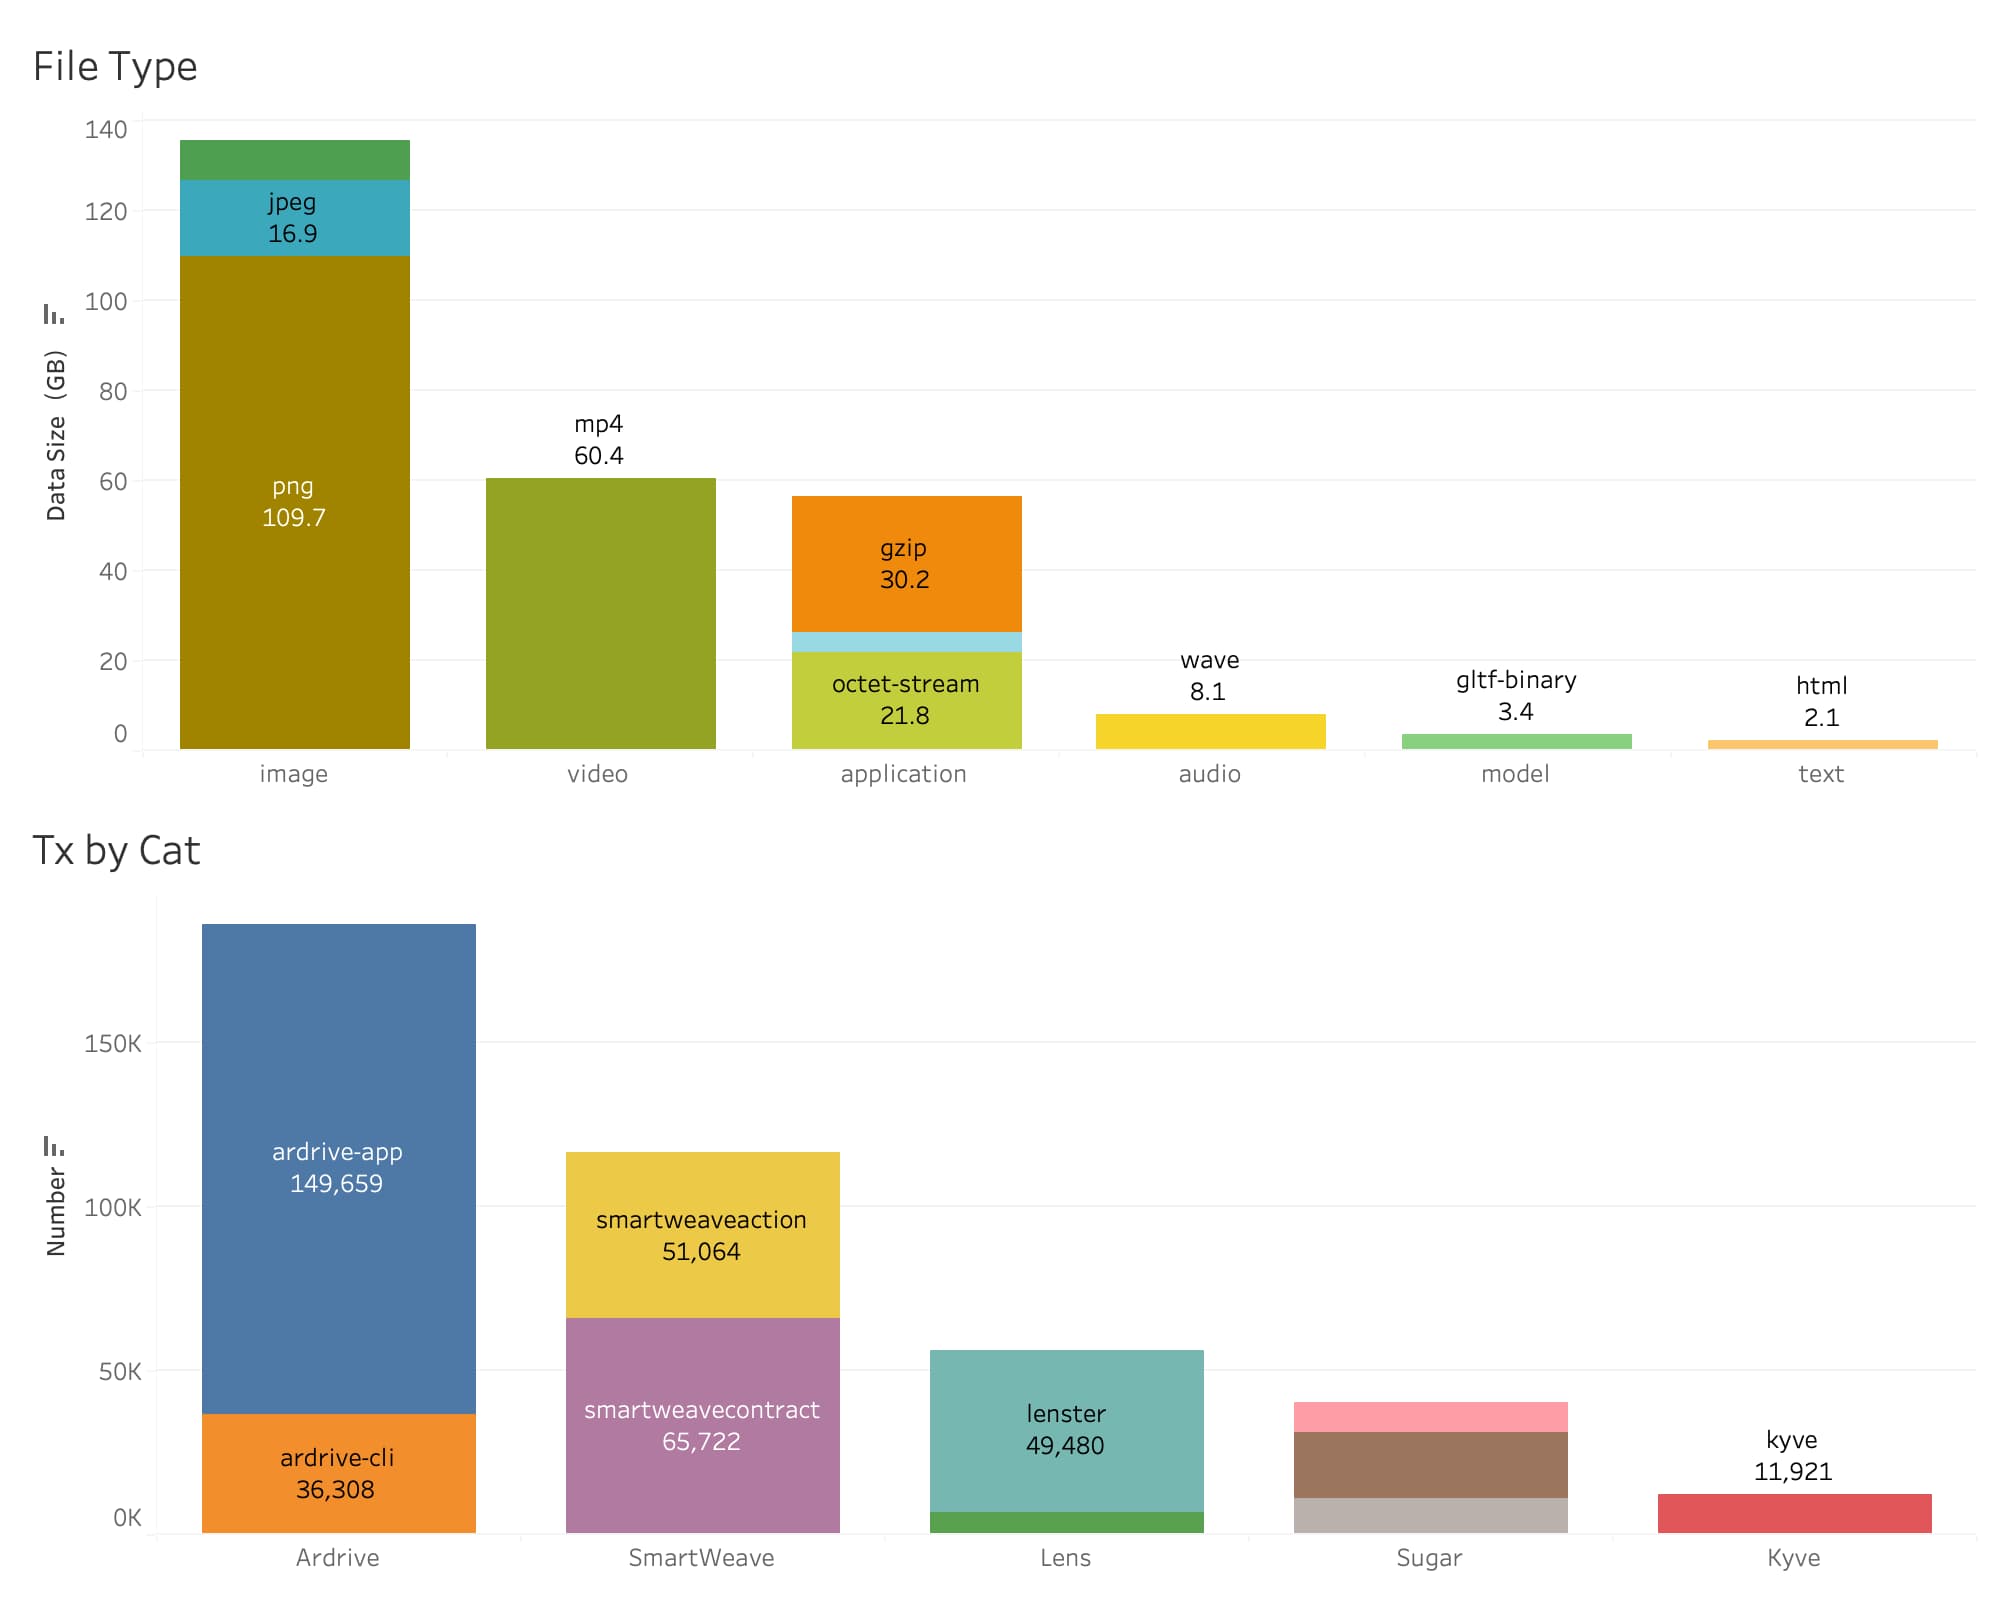 File Type
140
120
100
80
60
40
20
0
Data Size (GB)
jpeg
16.9
png
109.7
mp4
60.4
gzip
30.2
octet-stream
21.8
wave
8.1
gltf-binary
3.4
html
2.1
image
video
application
audio
model
text
Tx by Cat
150K
100K
50K
0K
Number
ardrive-app
149,659
ardrive-cli
36,308
smartweaveaction
51,064
smartweavecontract
65,722
lenster
49,480
kyve
11,921
Ardrive
SmartWeave
Lens
Sugar
Kyve